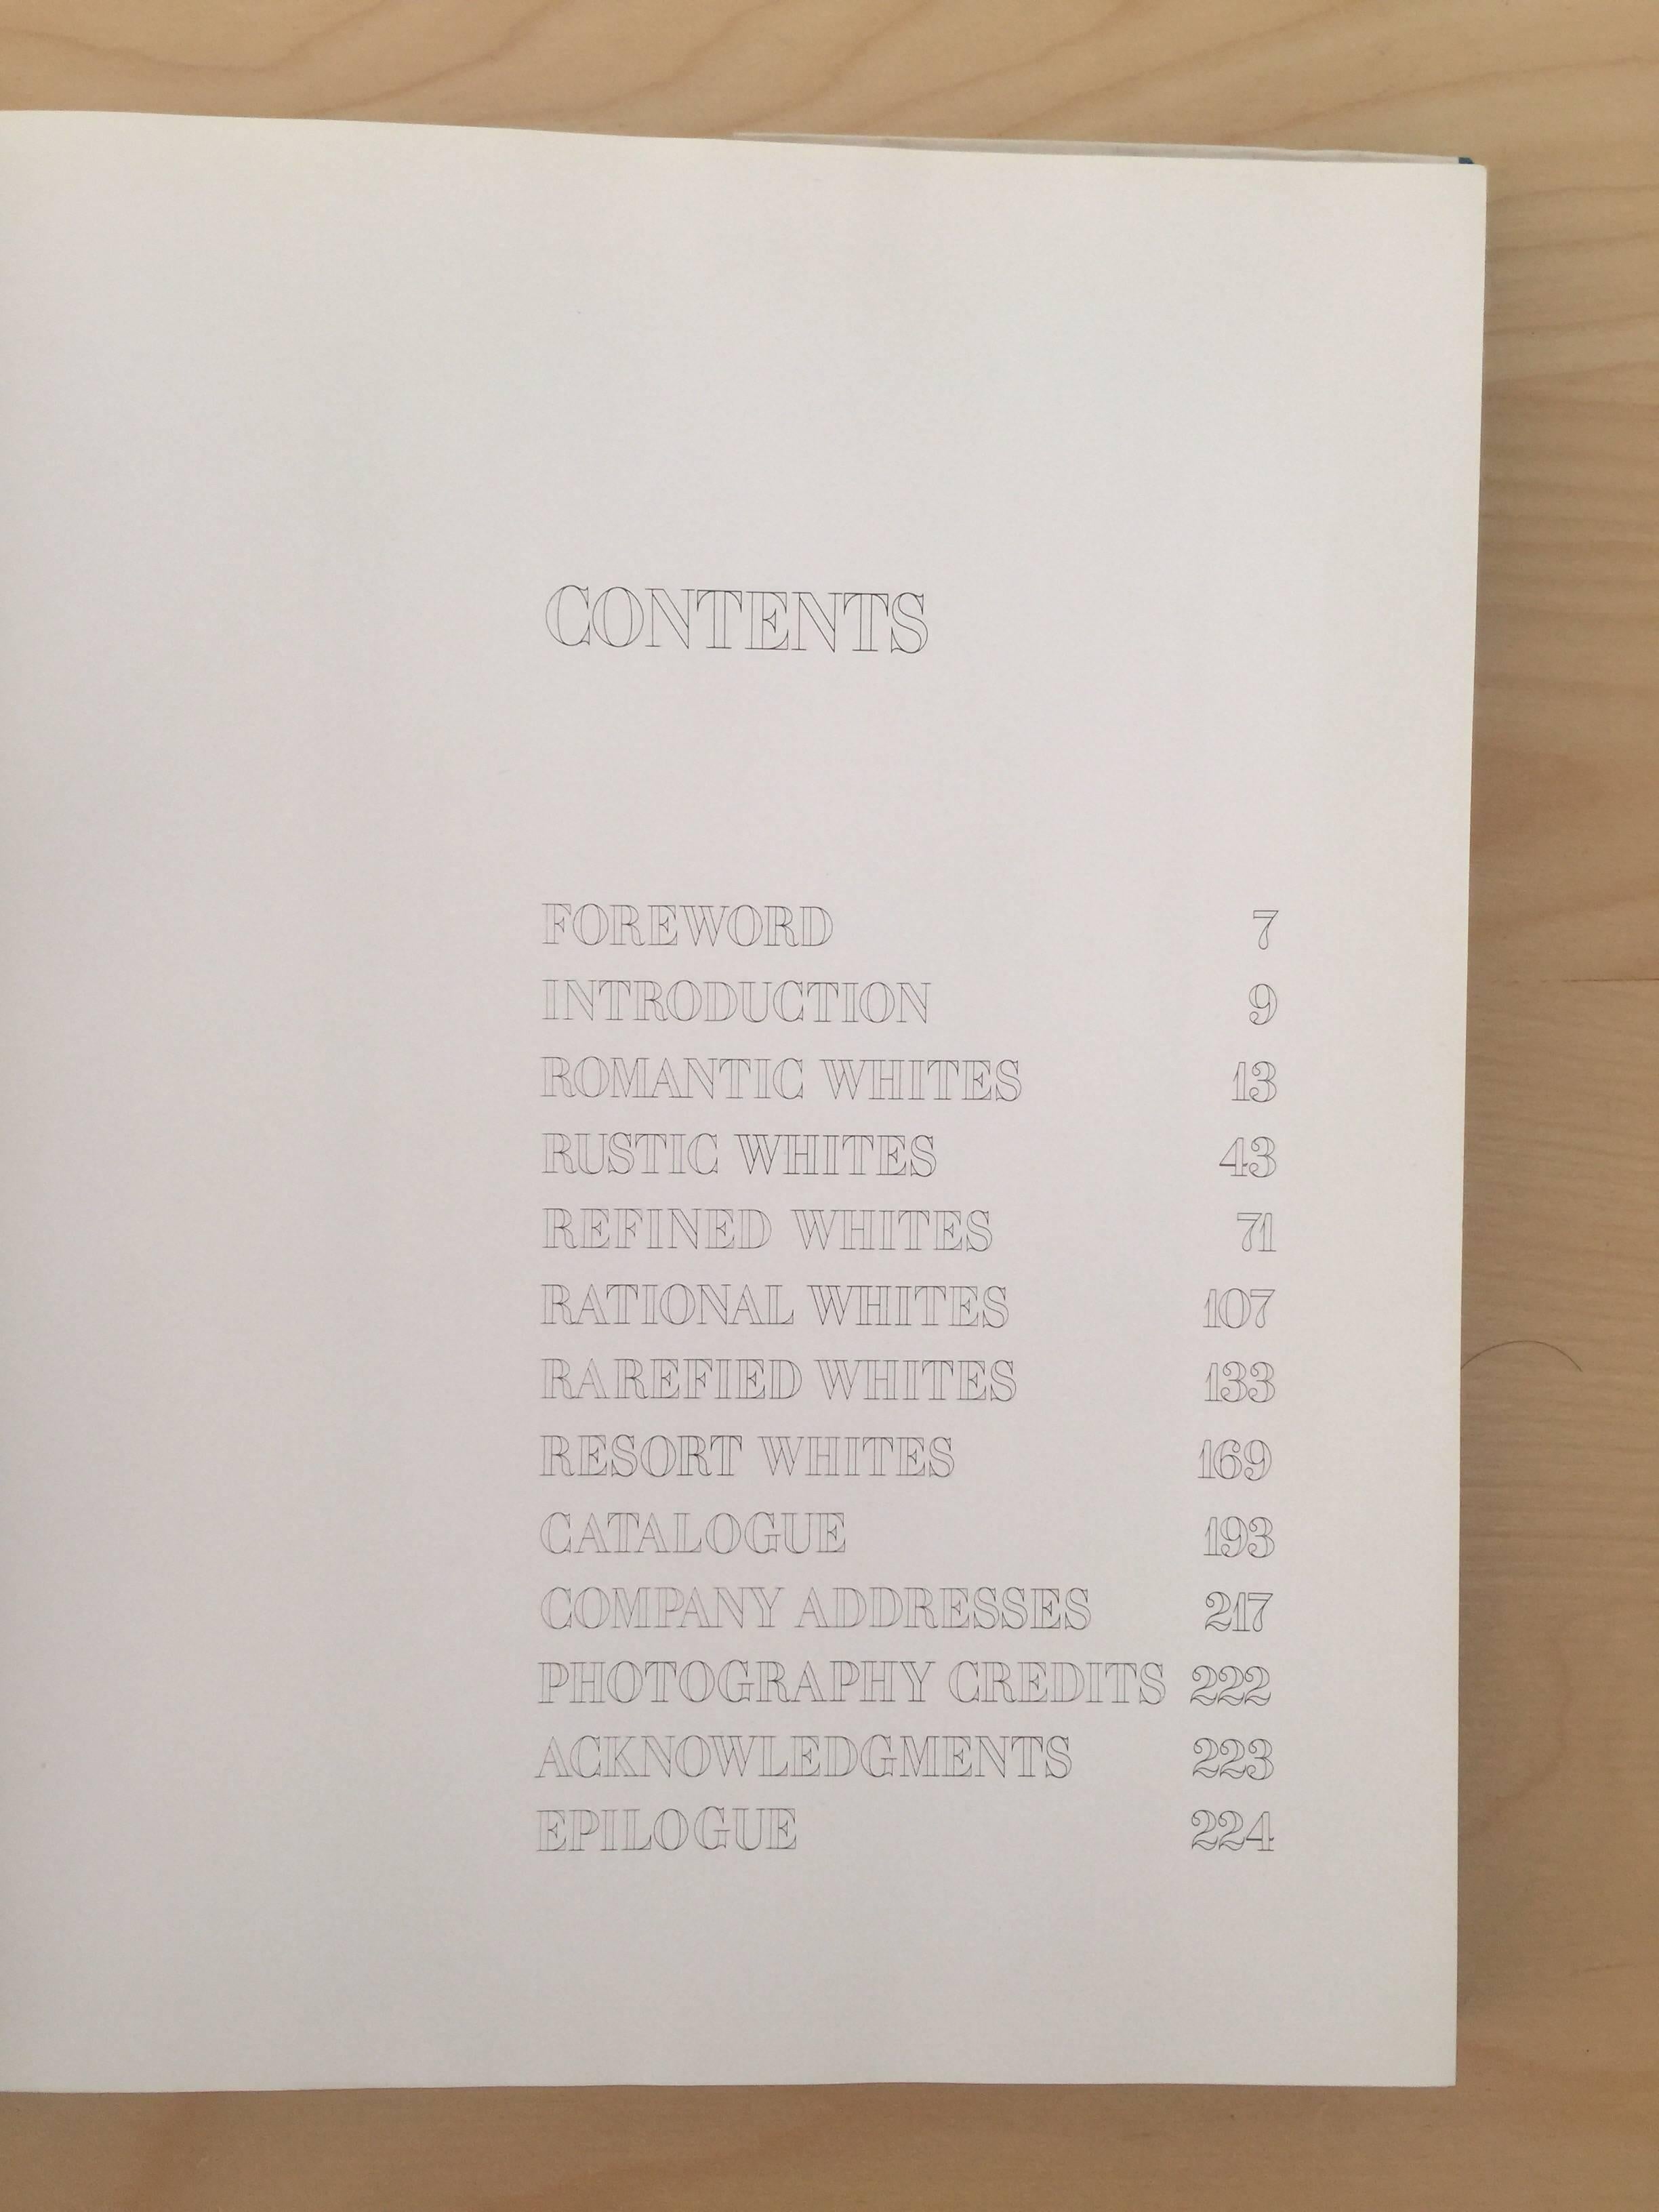 CONTENTS
FOREWORD 7
INTRODUCTION 9
ROMANTIC WHITES 13
RUSTIC WHITES 43
REFINED WHITES 71
RATIONAL WHITES 107
RAREFIED WHITES 133
RESORT WHITES 169
CATALOGUE 193
COMPANY ADDRESSES 217
PHOTOGRAPHY CREDITS 222
ACKNOWLEDGMENTS 223
EPILOGUE 224